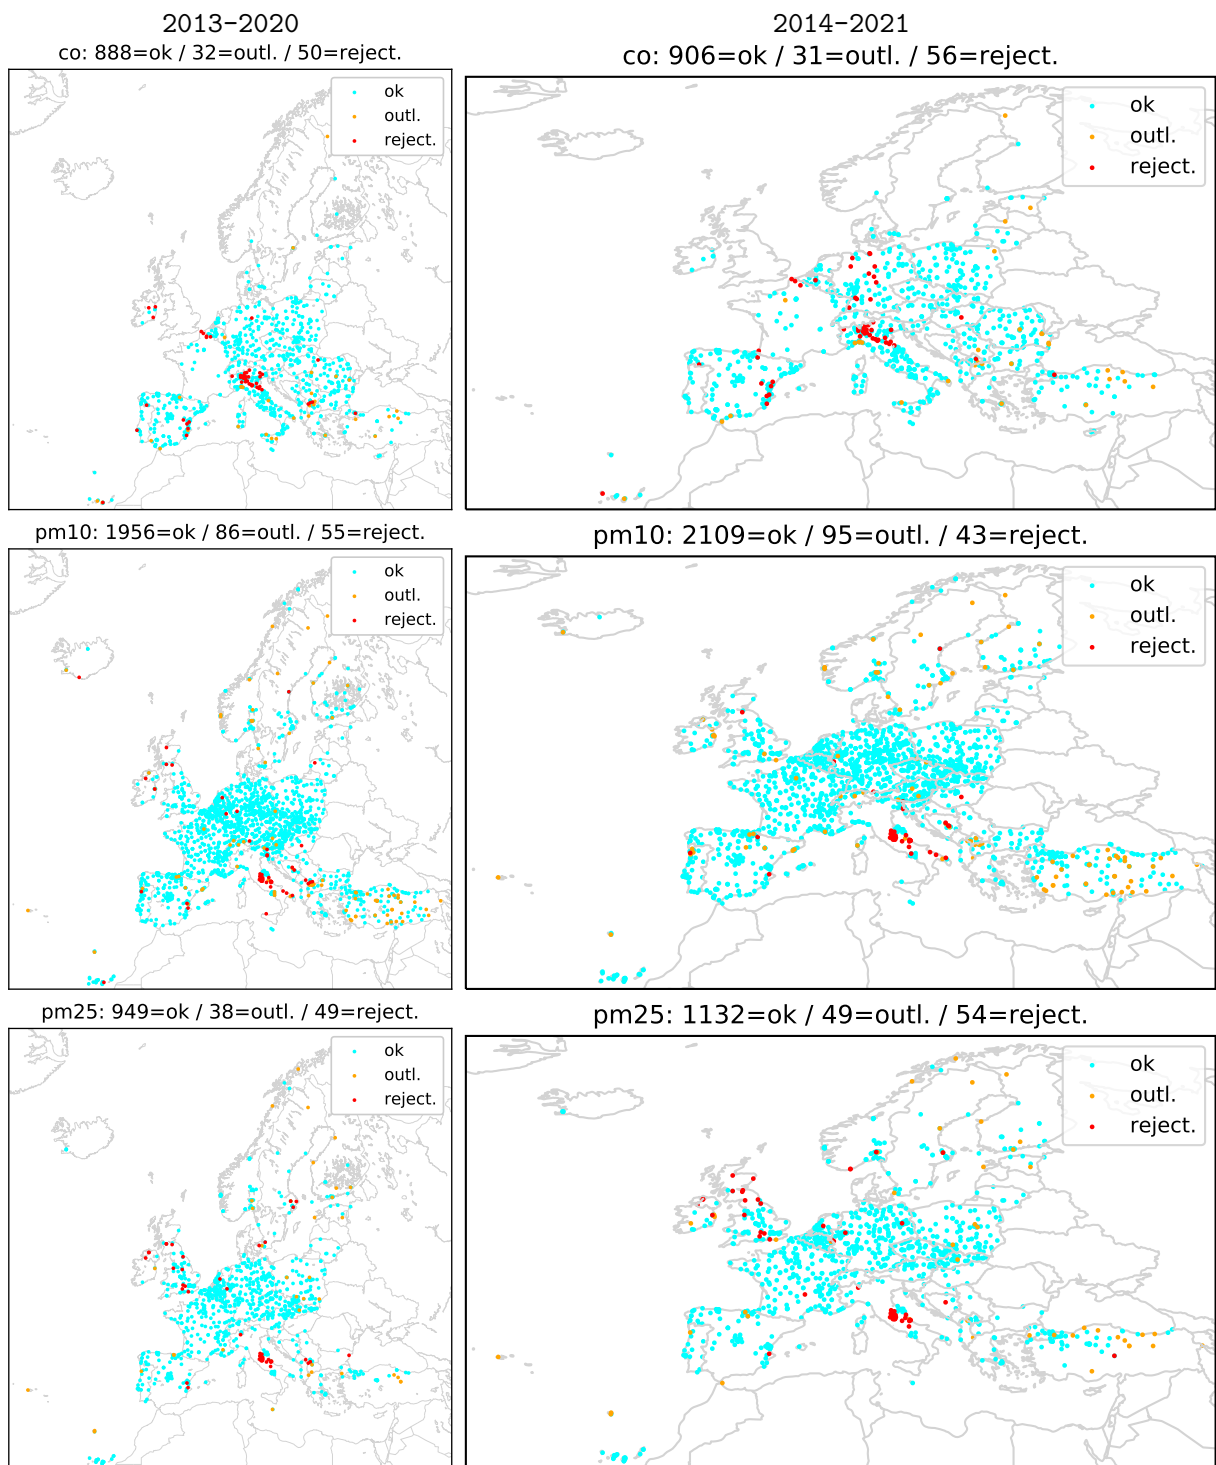 2013-2020
2014-2021
co: 888=ok / 32=outl. / 50=reject.
ok
outl.
reject.
co: 906=ok / 31=outl. / 56=reject.
ok
outl.
reject.
pm10: 1956=ok / 86=outl. / 55=reject.
ok
outl.
reject.
pm10: 2109=ok / 95=outl. / 43=reject.
ok
outl.
reject.
pm25: 949=ok / 38=outl. / 49=reject.
ok
outl.
reject.
pm25: 1132=ok / 49=outl. / 54=reject.
ok
outl.
reject.